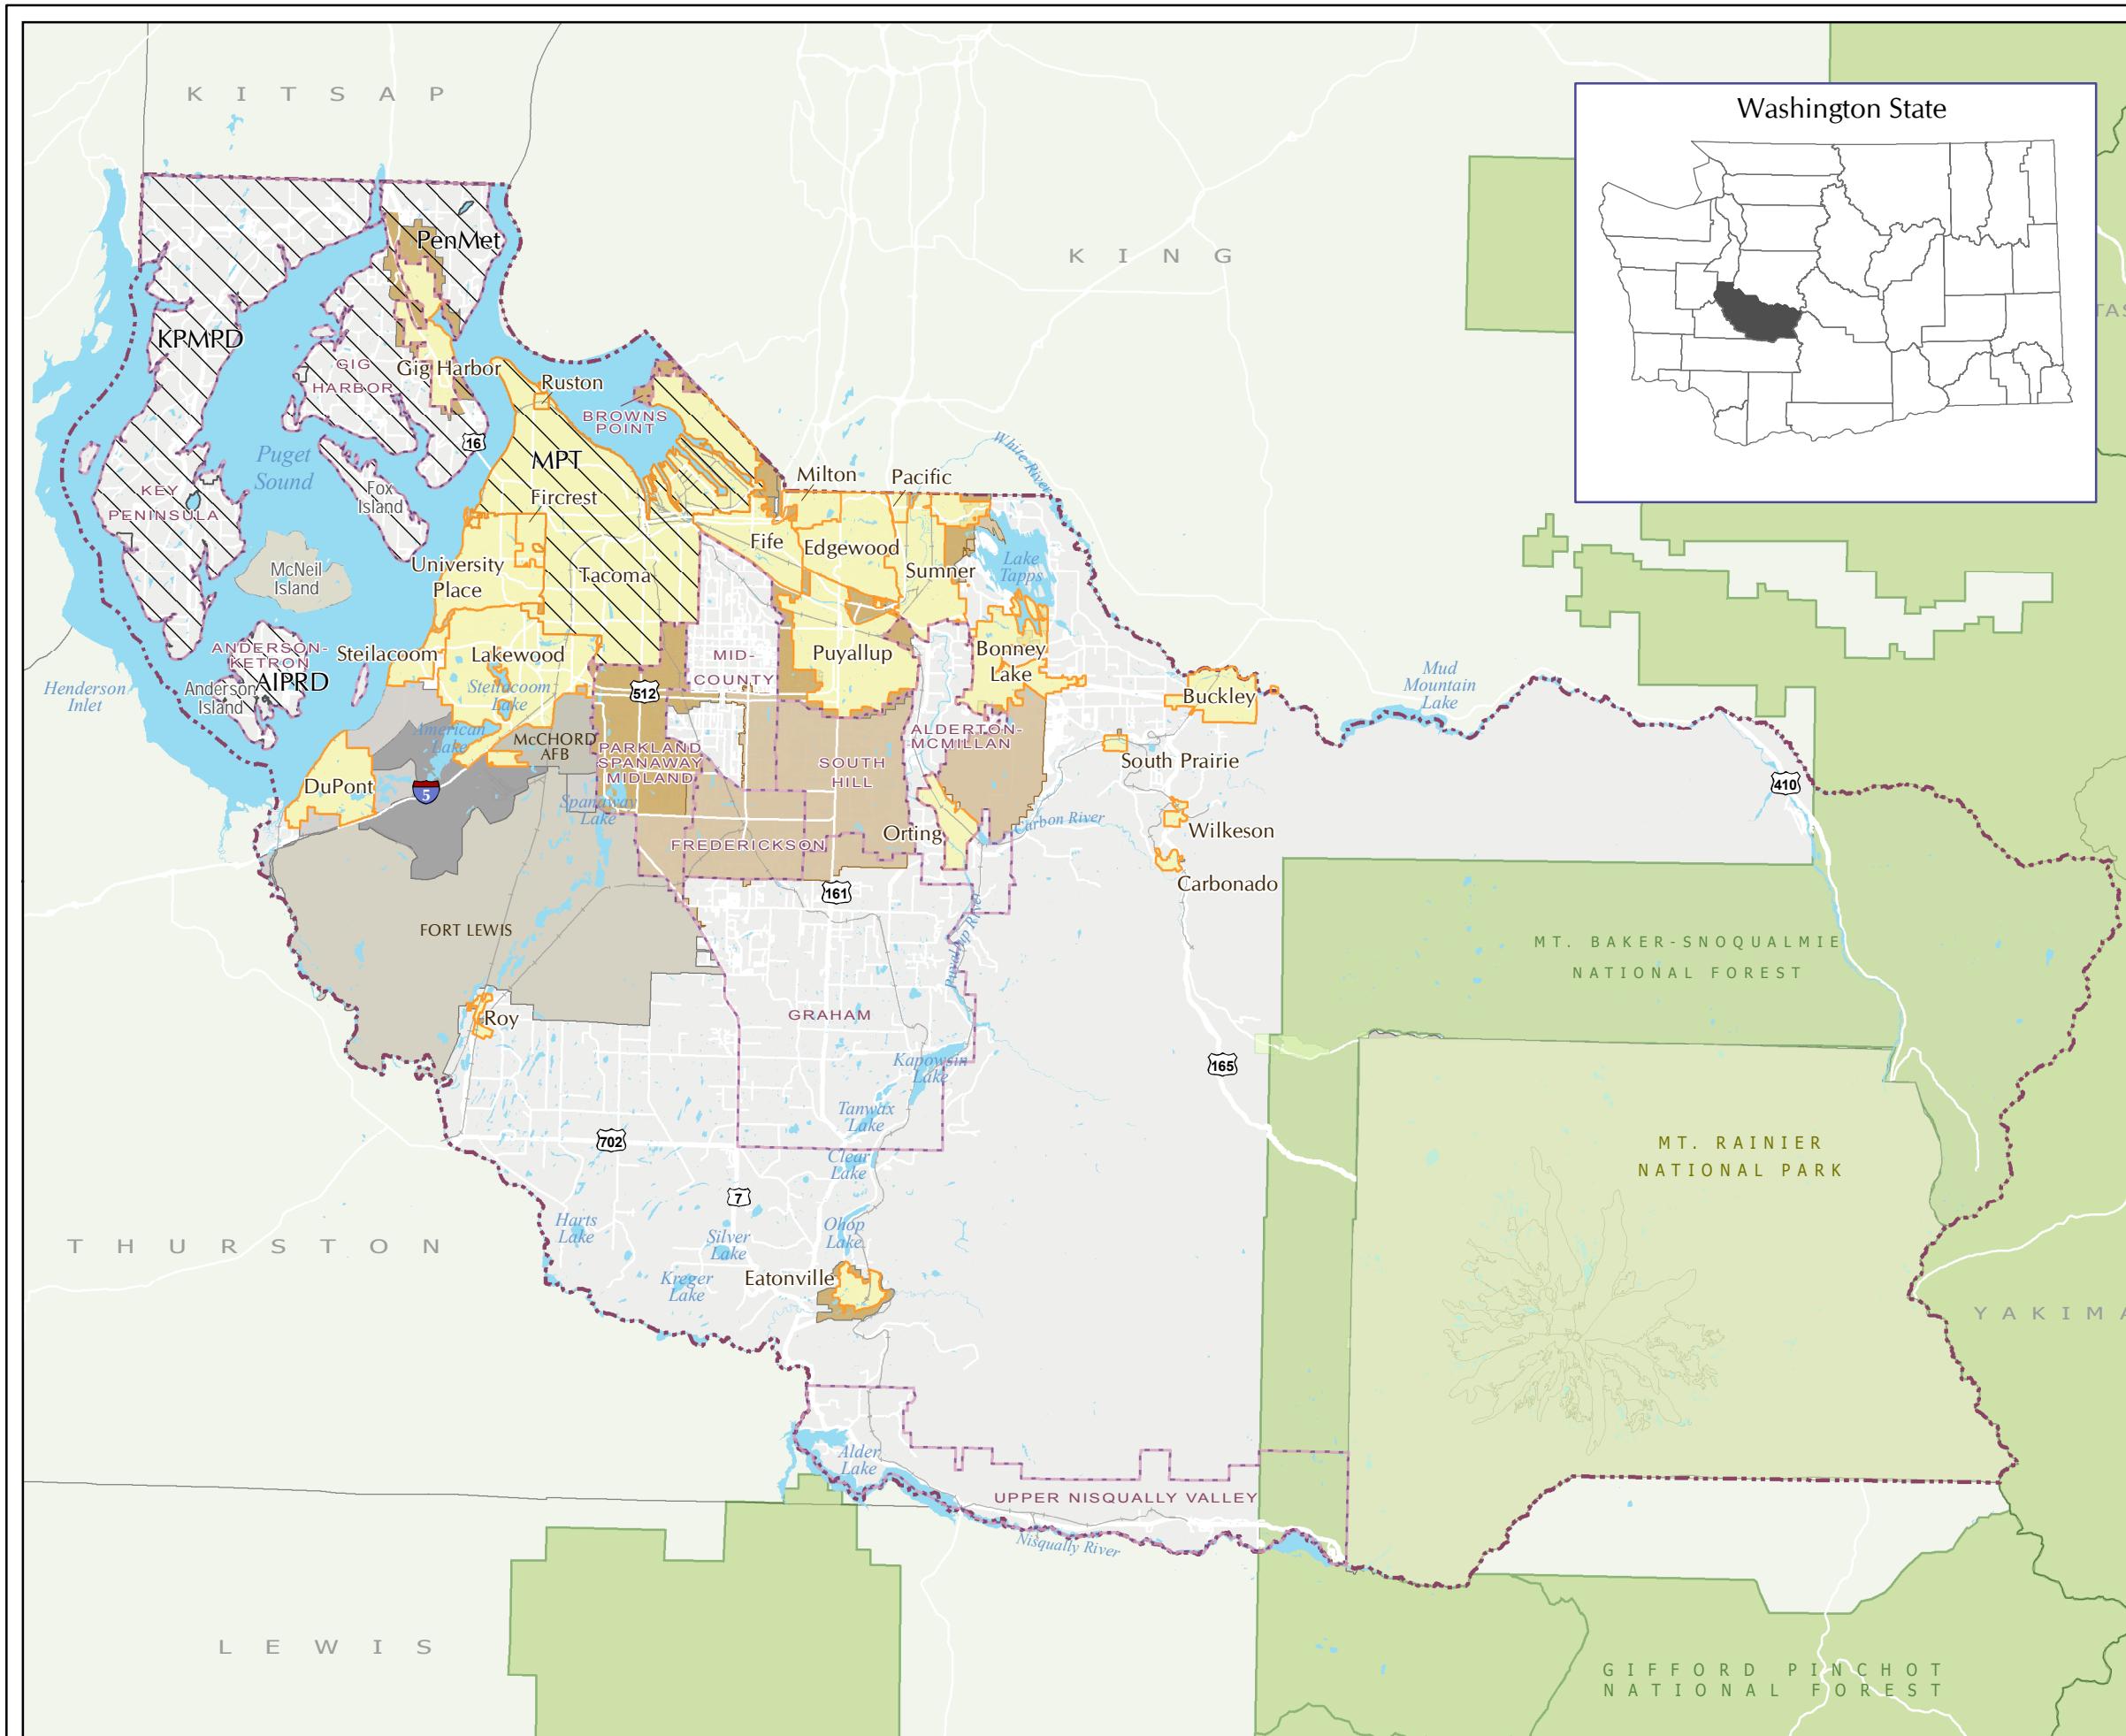 Washington State
K I T S A P
K I N G
PenMet
KPMPD
GIG
HARBOR
Gig Harbor
Ruston
BROWNS
POINT
16
Puget
Sound
MPT
Fircrest
Milton
Pacific
White River
KEY
PENINSULA
Fox
Island
Fife
Edgewood
Sumner
Lake
Tapps
McNeil
Island
University
Place
Tacoma
ANDERSON-
KETRON
AIPRD
Anderson
Island
Steilacoom
Lakewood
Steilacoom
Lake
MID-
COUNTY
Puyallup
Bonney
Lake
Buckley
Mud
Mountain
Lake
Henderson
Inlet
512
American
Lake
McCHORD
AFB
PARKLAND
SPANAWAY
MIDLAND
SOUTH
HILL
ALDERTON-
MCMILLAN
South Prairie
410
DuPont
5
Spanaway
Lake
Orting
Carbon River
Wilkeson
FREDERICKSON
161
Carbonado
FORT LEWIS
Puyallup River
MT. BAKER-SNOQUALMIE
NATIONAL FOREST
Roy
GRAHAM
Kapowsin
Lake
165
Tanwax
Lake
702
Clear
Lake
MT. RAINIER
NATIONAL PARK
7
Harts
Lake
Silver
Lake
Ohop
Lake
T H U R S T O N
Kreger
Lake
Eatonville
Y A K I M A
Alder
Lake
UPPER NISQUALLY VALLEY
Nisqually River
L E W I S
GIFFORD PINCHOT
NATIONAL FOREST